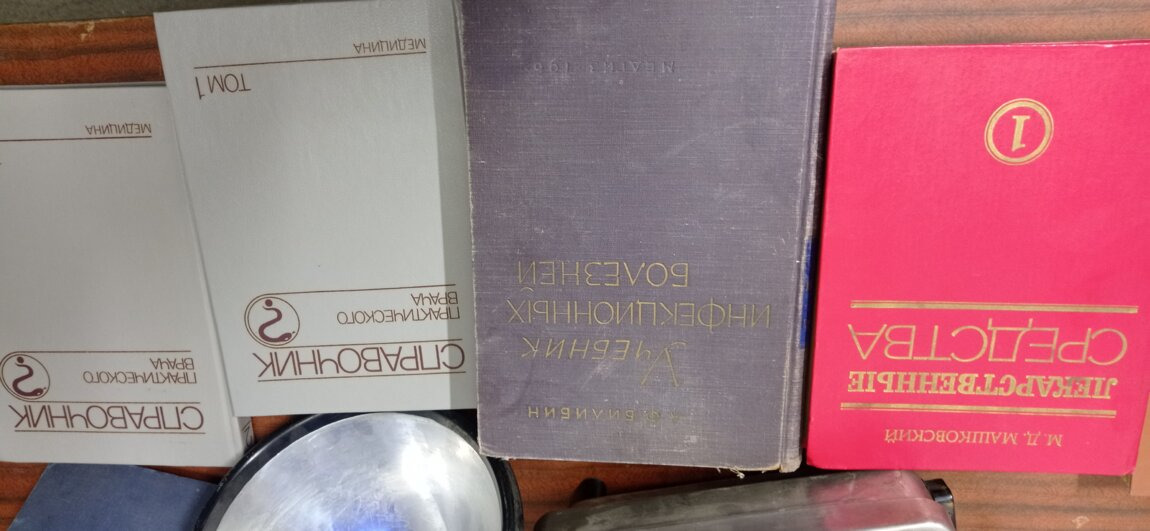 СПРАВОЧНИК
ПРАКТИЧЕСКОГО
ВРАЧА
МЕДИЦИНА
СПРАВОЧНИК
ПРАКТИЧЕСКОГО
ВРАЧА
ТОМ 1
МЕДИЦИНА
БИЛИБИН
УЧЕБНИК
ИНФЕКЦИОННЫХ
БОЛЕЗНЕЙ
М. Д. МАШКОВСКИЙ
ЛЕКАРСТВЕННЫЕ
СРЕДСТВА
1